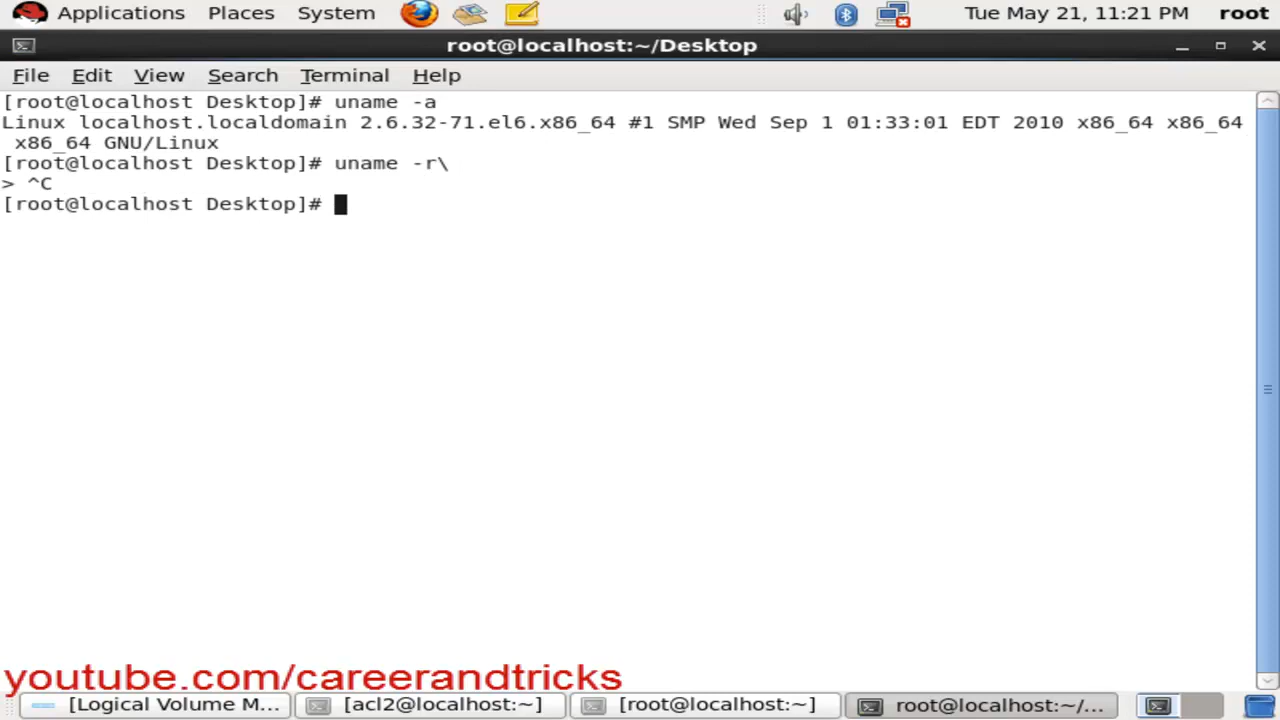 Applications Places System Tue May 21, 11:21 PM root
root@localhost:~/Desktop
File Edit View Search Terminal Help
[root@localhost Desktop]# uname -a
Linux localhost.localdomain 2.6.32-71.el6.x86_64 #1 SMP Wed Sep 1 01:33:01 EDT 2010 x86_64 x86_64
x86_64 GNU/Linux
[root@localhost Desktop]# uname -r\
> ^C
[root@localhost Desktop]#
youtube.com/careerandtricks
[Logical Volume M... [acl2@localhost:~] [root@localhost:~] root@localhost:~/...